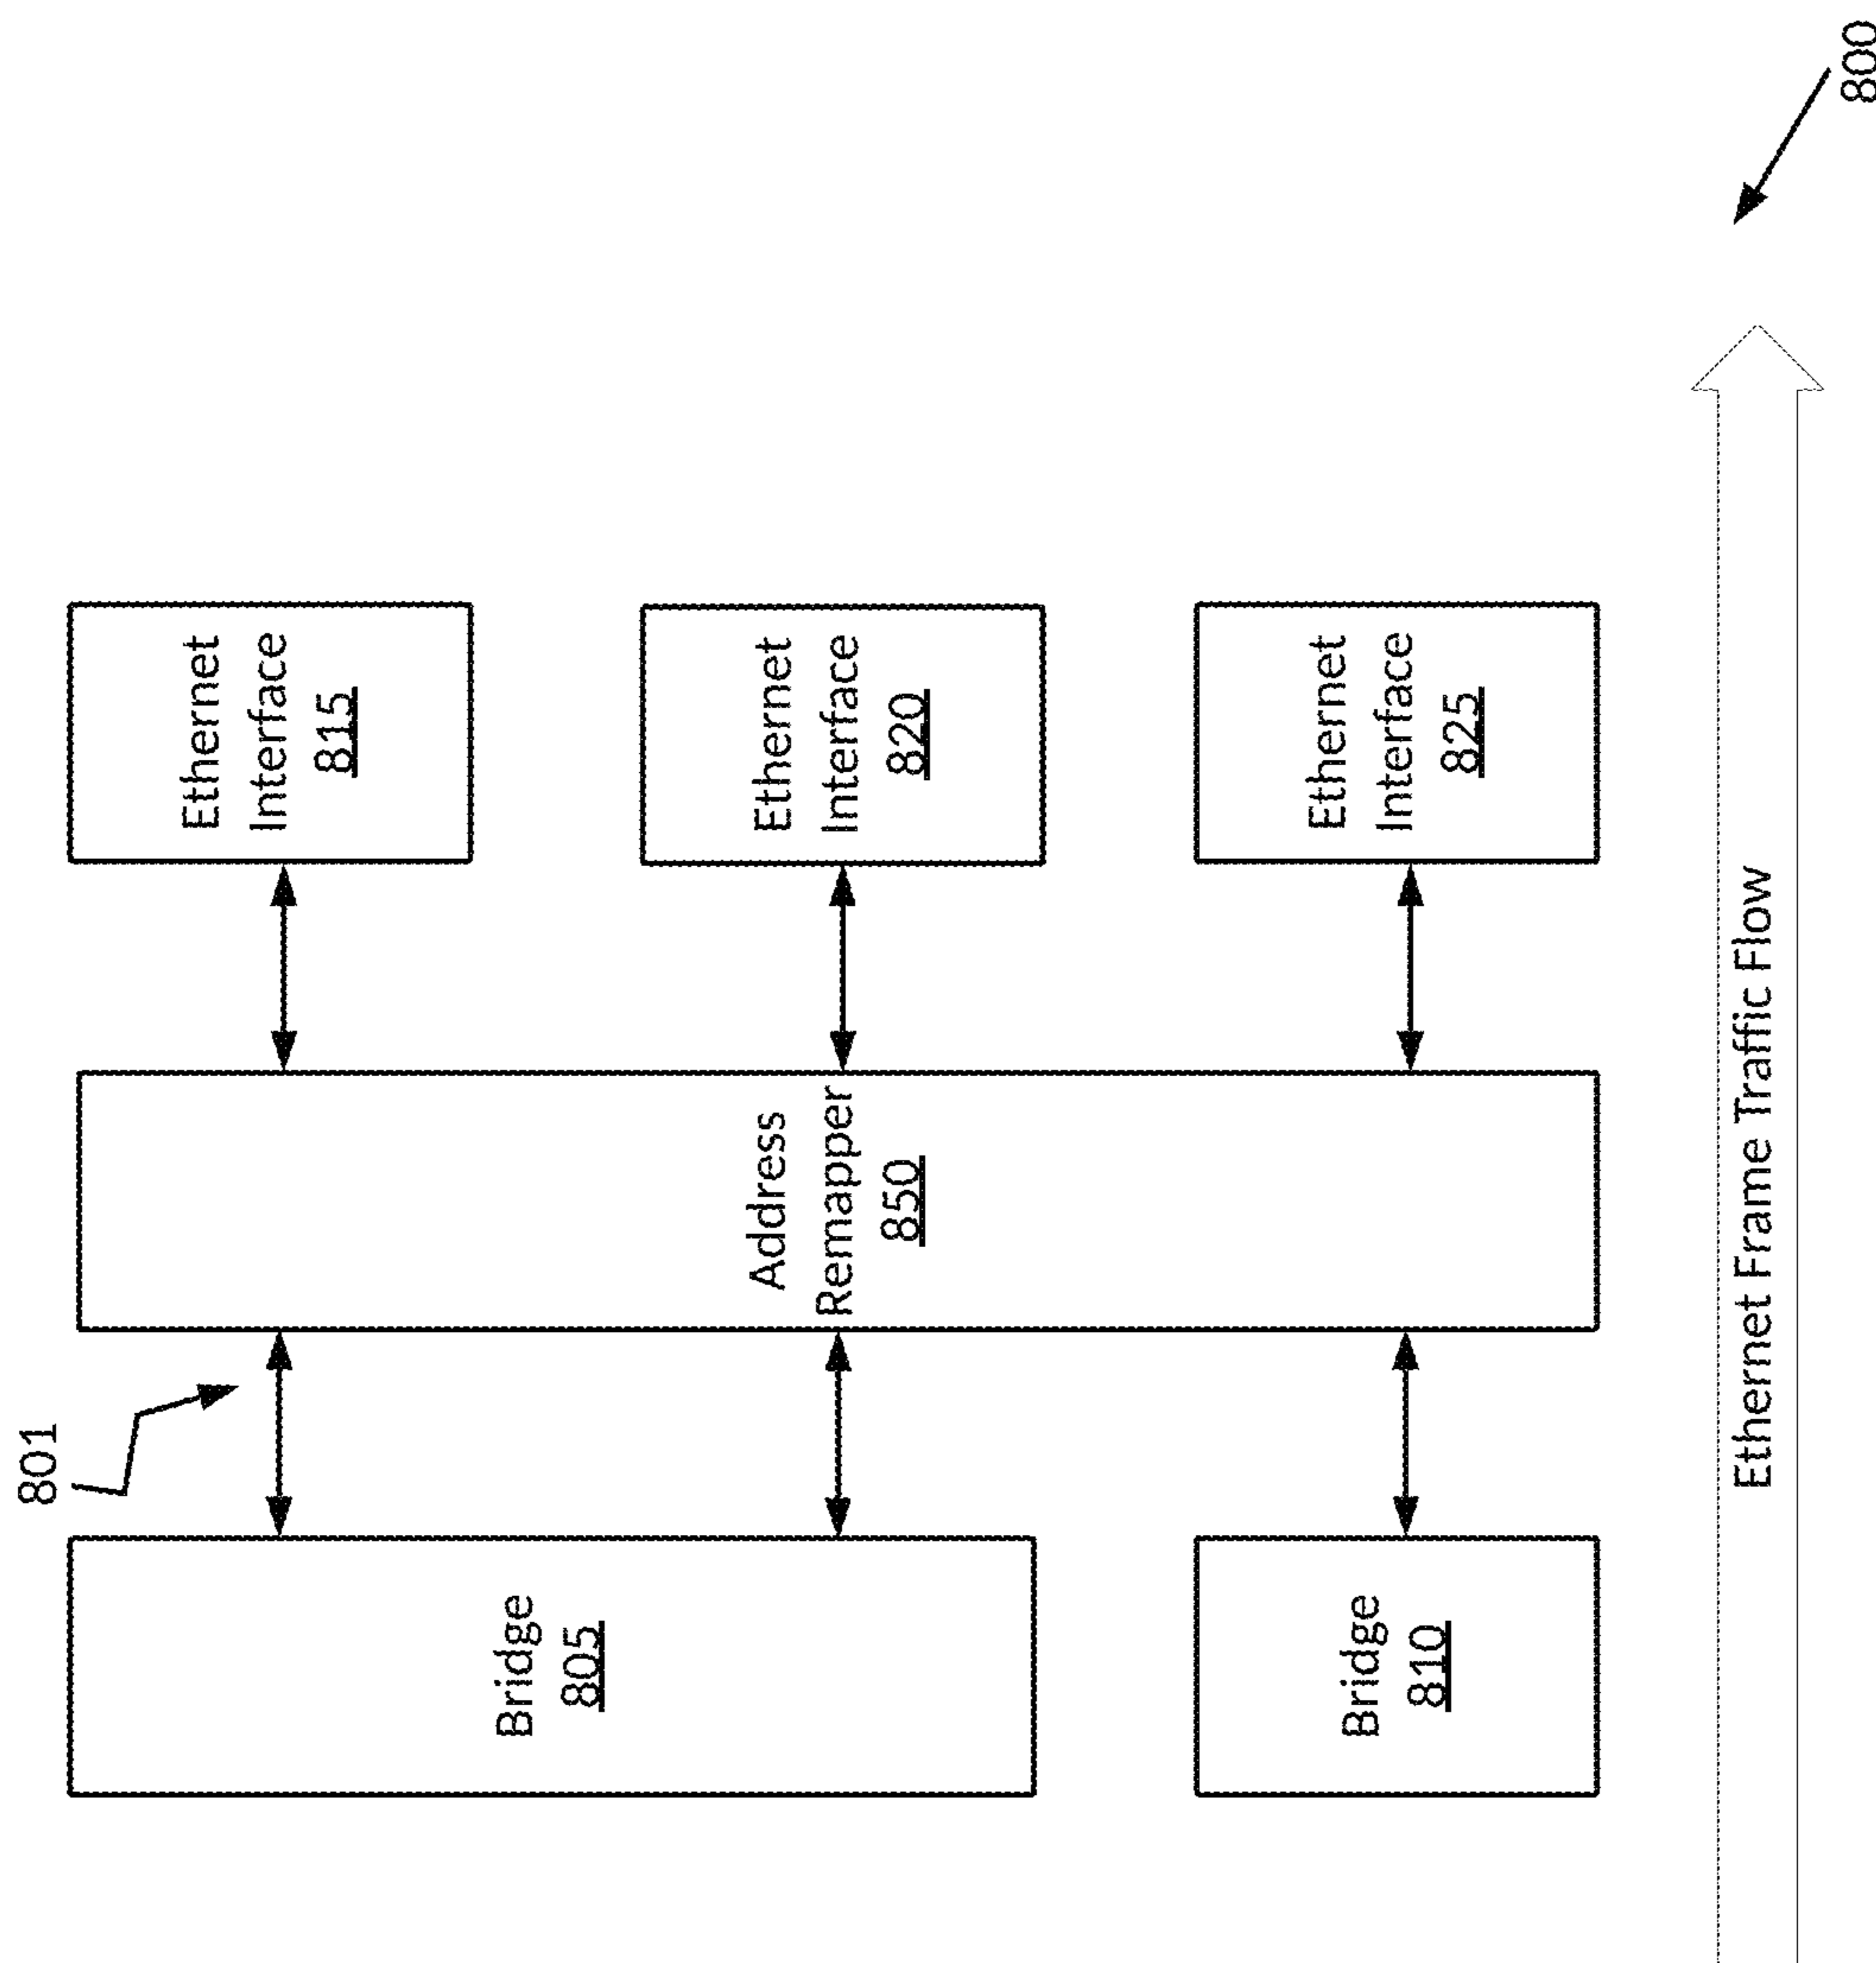 801
Bridge
805
Bridge
810
Address
Remapper
850
Ethernet
Interface
815
Ethernet
Interface
820
Ethernet
Interface
825
Ethernet Frame Traffic Flow
800